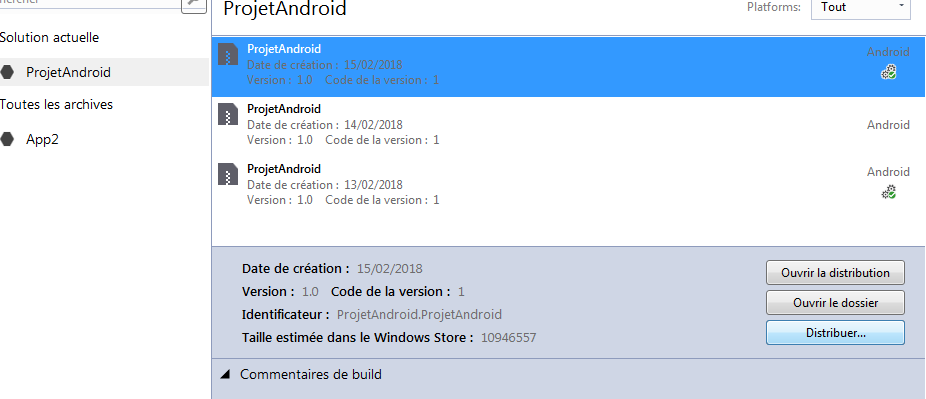 ProjetAndroid
Platforms: Tout
Solution actuelle
ProjetAndroid
Toutes les archives
App2
ProjetAndroid
Android
Date de création : 15/02/2018
Version : 1.0 Code de la version : 1
ProjetAndroid
Date de création : 14/02/2018
Android
Version : 1.0 Code de la version : 1
ProjetAndroid
Android
Date de création : 13/02/2018
Version : 1.0 Code de la version : 1
Date de création : 15/02/2018
Ouvrir la distribution
Version : 1.0 Code de la version : 1
Ouvrir le dossier
Identificateur : ProjetAndroid.ProjetAndroid
Taille estimée dans le Windows Store : 10946557
Distribuer...
Commentaires de build